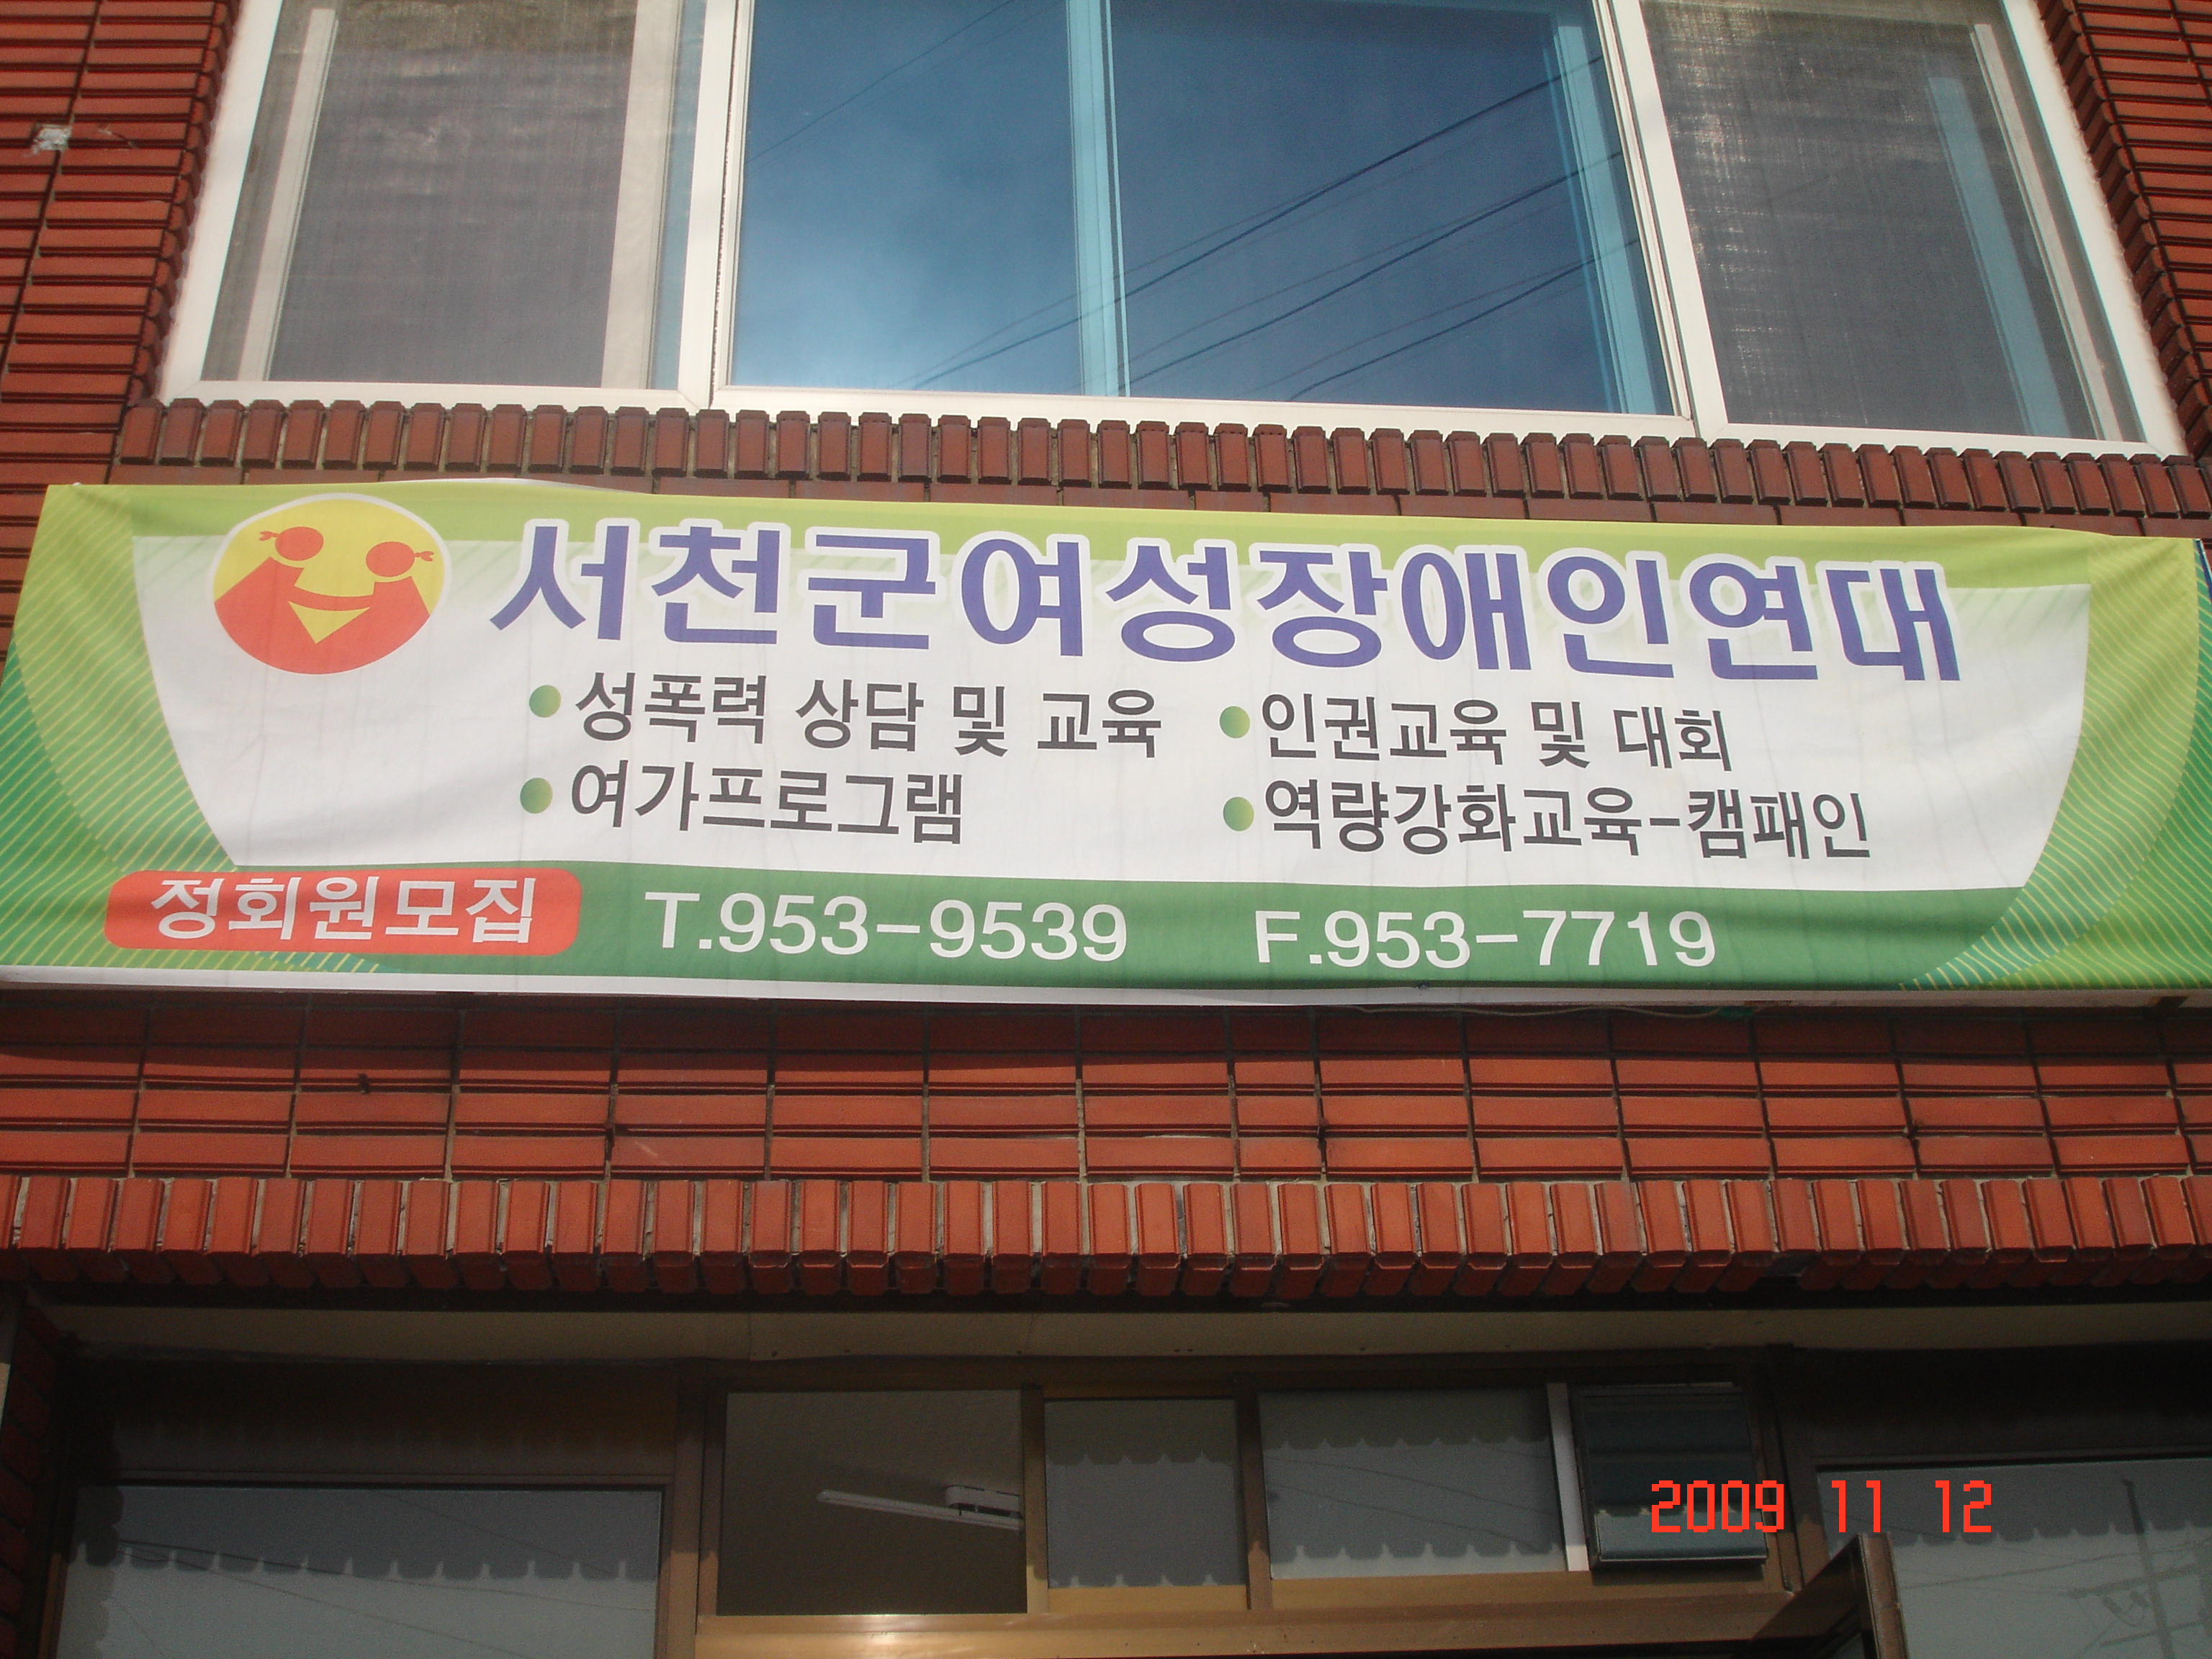 서천군여성장애인연대
• 성폭력 상담 및 교육 • 인권교육 및 대회
• 여가프로그램 • 역량강화교육-캠패인
정회원모집 T.953-9539 F.953-7719
2009 11 12